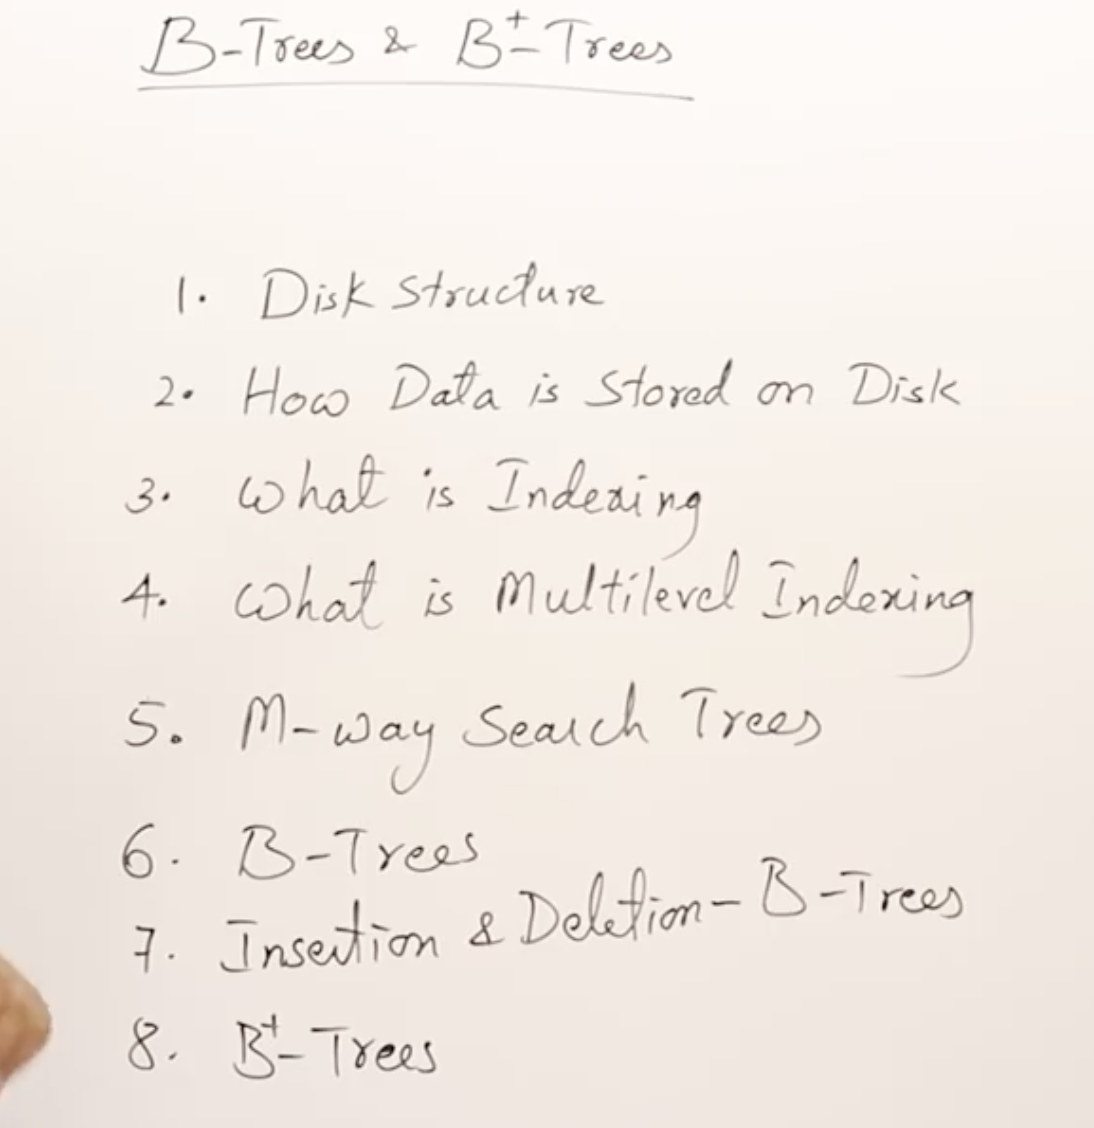 B-Trees & B+-Trees
1. Disk Structure
2. How Data is Stored on Disk
3. What is Indexing
4. What is Multilevel Indexing
5. M-way Search Trees
6. B-Trees
7. Insertion & Deletion - B-Trees
8. B+-Trees